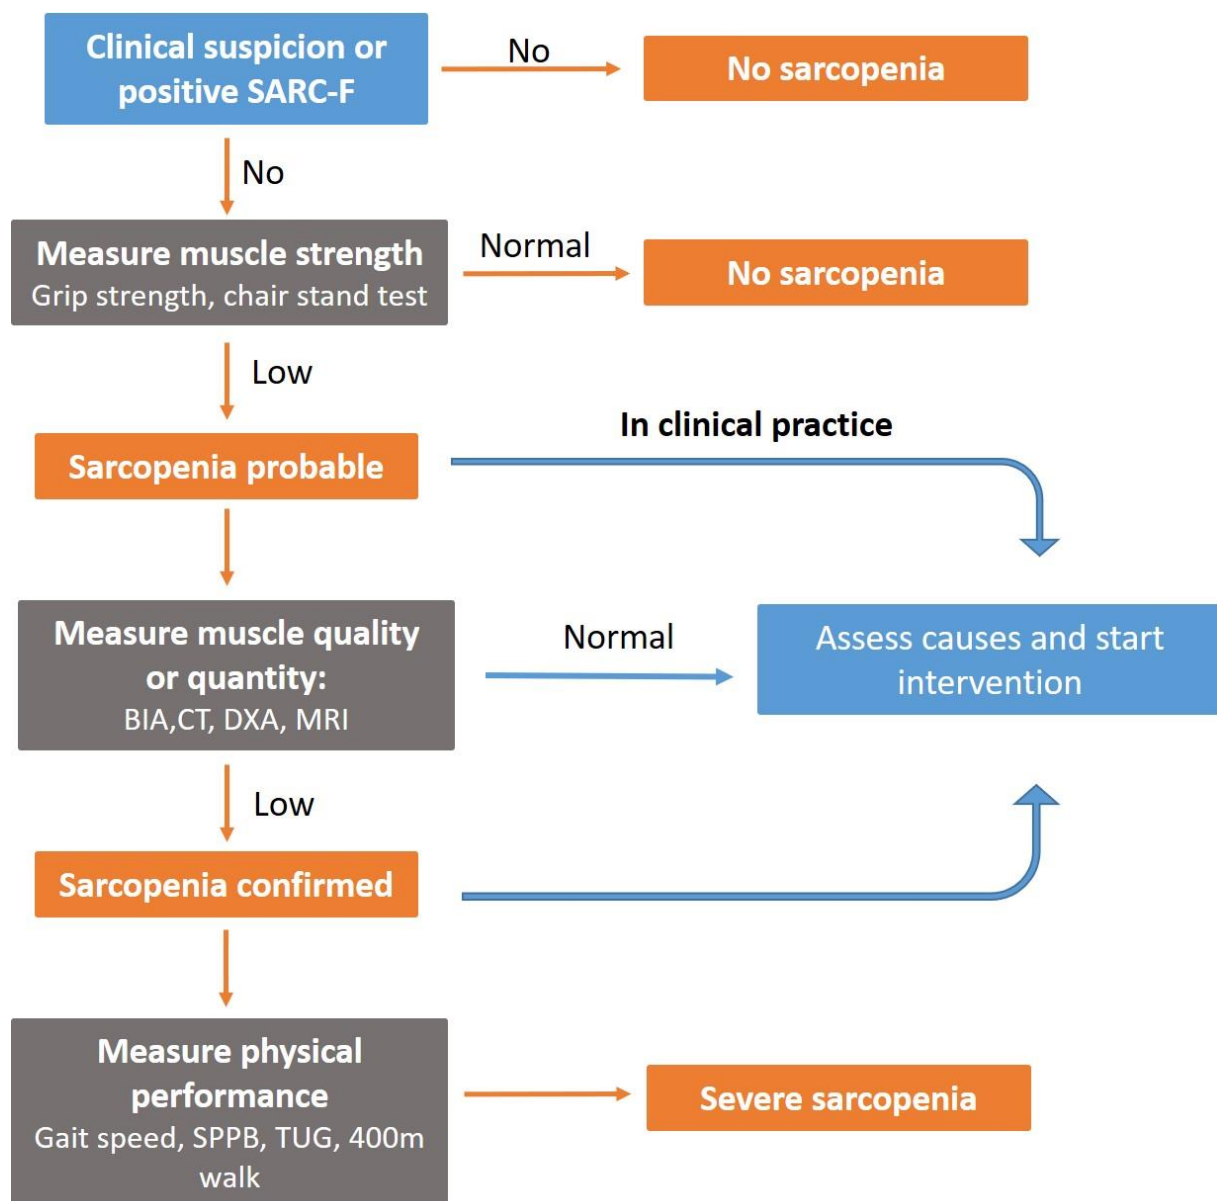 Clinical suspicion or
positive SARC-F
No
No sarcopenia
No
Measure muscle strength
Grip strength, chair stand test
Normal
No sarcopenia
Low
In clinical practice
Sarcopenia probable
Measure muscle quality
or quantity:
BIA,CT, DXA, MRI
Normal
Assess causes and start
intervention
Low
Sarcopenia confirmed
Measure physical
performance
Gait speed, SPPB, TUG, 400m
walk
Severe sarcopenia